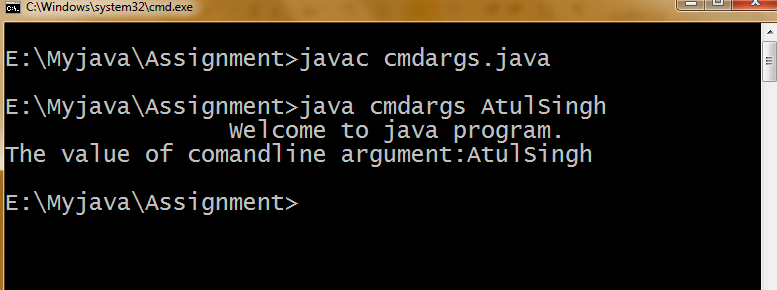 C:\Windows\system32\cmd.exe
E:\Myjava\Assignment>javac cmdargs.java
E:\Myjava\Assignment>java cmdargs AtulSingh
Welcome to java program.
The value of comandline argument:AtulSingh
E:\Myjava\Assignment>